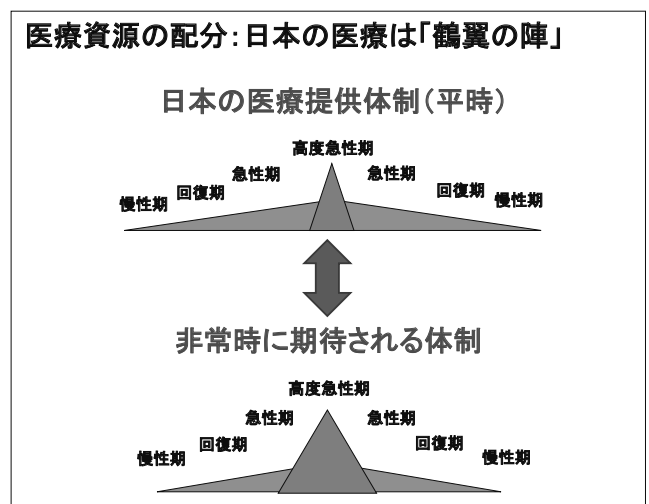 医療資源の配分:日本の医療は「鶴翼の陣」
日本の医療提供体制(平時)
高度急性期
急性期 急性期
回復期 回復期
慢性期 慢性期
非常時に期待される体制
高度急性期
急性期 急性期
回復期 回復期
慢性期 慢性期